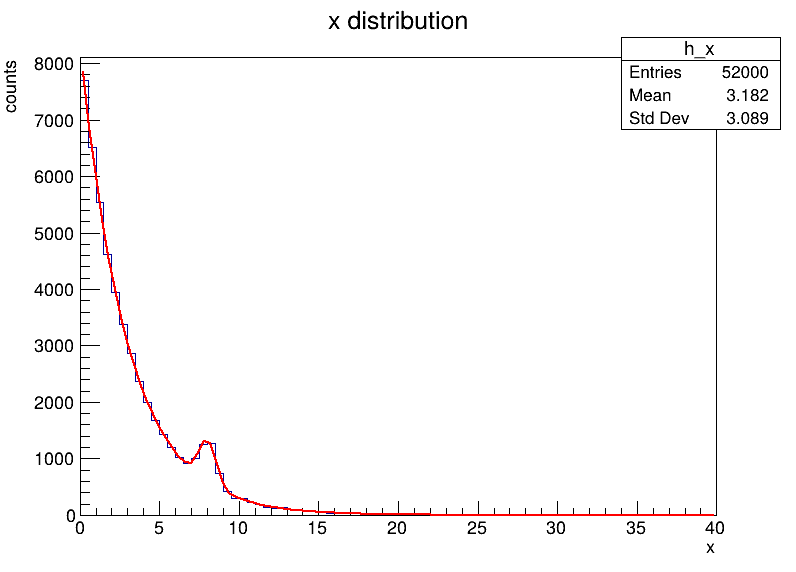 x distribution
h_x
Entries 52000
Mean 3.182
Std Dev 3.089
counts
8000
7000
6000
5000
4000
3000
2000
1000
0
0 5 10 15 20 25 30 35 40
x